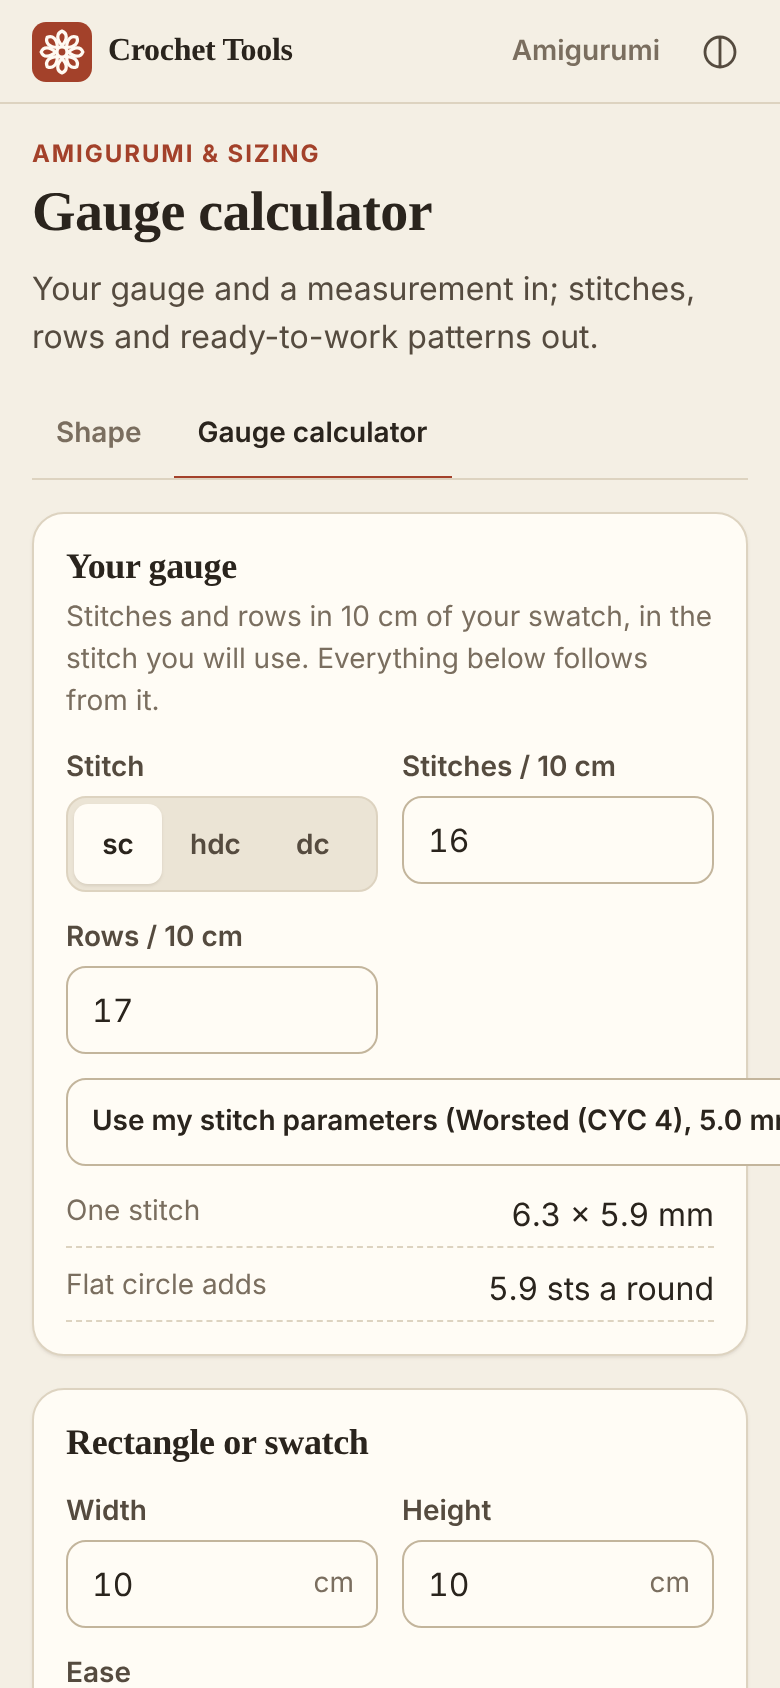 Crochet Tools
Amigurumi
AMIGURUMI & SIZING
Gauge calculator
Your gauge and a measurement in; stitches,
rows and ready-to-work patterns out.
Shape
Gauge calculator
Your gauge
Stitches and rows in 10 cm of your swatch, in the
stitch you will use. Everything below follows
from it.
Stitch
Stitches / 10 cm
sc
hdc
dc
16
Rows / 10 cm
17
Use my stitch parameters (Worsted (CYC 4), 5.0
One stitch
6.3 × 5.9 mm
Flat circle adds
5.9 sts a round
Rectangle or swatch
Width
Height
10 cm
10 cm
Ease